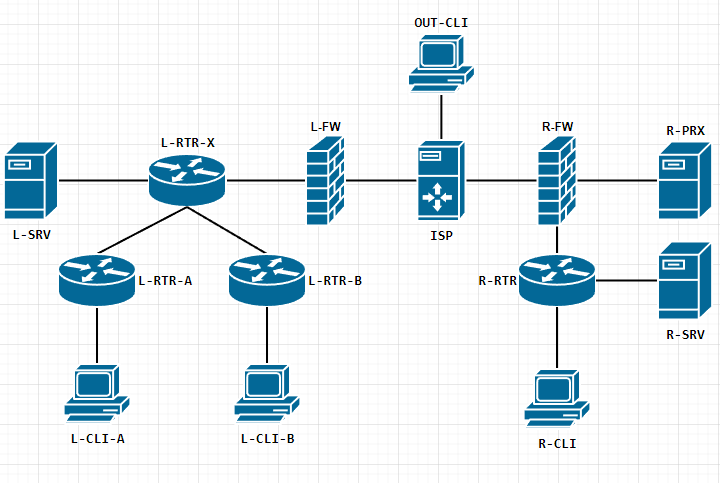 OUT-CLI
L-FW
R-FW
R-PRX
L-RTR-X
L-SRV
ISP
L-RTR-A
L-RTR-B
R-RTR
R-SRV
L-CLI-A
L-CLI-B
R-CLI